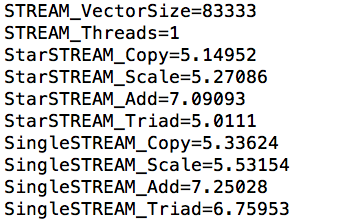 STREAM_VectorSize=83333
STREAM_Threads=1
StarSTREAM_Copy=5.14952
StarSTREAM_Scale=5.27086
StarSTREAM_Add=7.09093
StarSTREAM_Triad=5.0111
SingleSTREAM_Copy=5.33624
SingleSTREAM_Scale=5.53154
SingleSTREAM_Add=7.25028
SingleSTREAM_Triad=6.75953